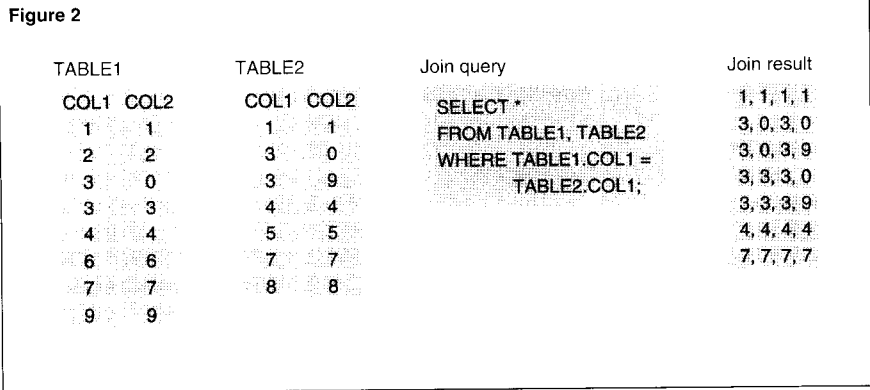 Figure 2
TABLE1
COL1 COL2
1 1
2 2
3 0
3 3
4 4
6 6
7 7
9 9
TABLE2
COL1 COL2
1 1
3 0
3 9
4 4
5 5
7 7
8 8
Join query
SELECT *
FROM TABLE1, TABLE2
WHERE TABLE1.COL1 =
TABLE2.COL1;
Join result
1, 1, 1, 1
3, 0, 3, 0
3, 0, 3, 9
3, 3, 3, 0
3, 3, 3, 9
4, 4, 4, 4
7, 7, 7, 7